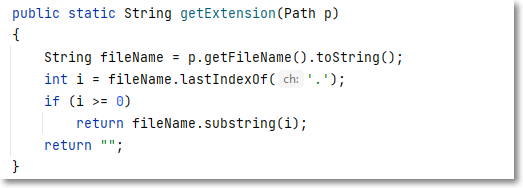 public static String getExtension(Path p)
{
    String fileName = p.getFileName().toString();
    int i = fileName.lastIndexOf( ch: '.');
    if (i >= 0)
        return fileName.substring(i);
    return "";
}